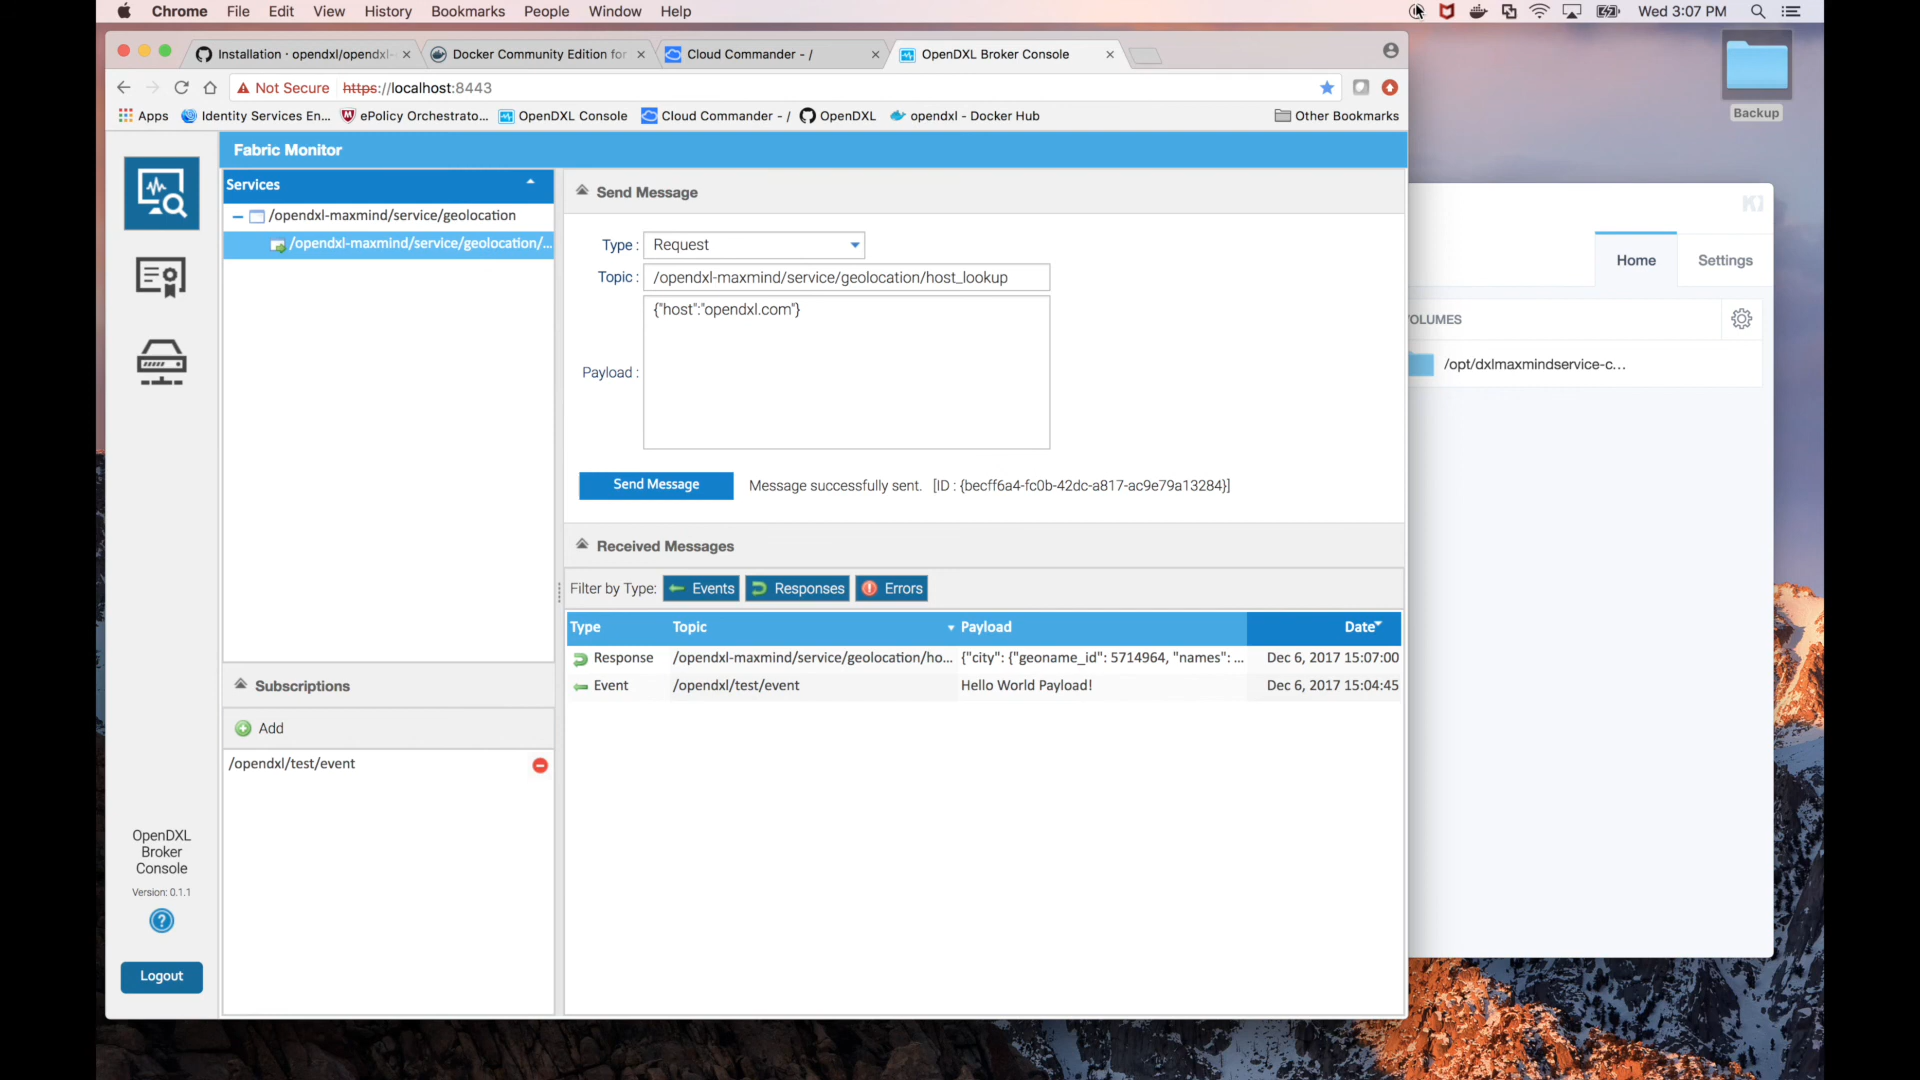 Chrome File Edit View History Bookmarks People Window Help Wed 3:07 PM
Installation · opendxl/opendxl- Docker Community Edition for Cloud Commander - / OpenDXL Broker Console
Not Secure https://localhost:8443
Apps Identity Services En... ePolicy Orchestrato... OpenDXL Console Cloud Commander - / OpenDXL opendxl - Docker Hub Other Bookmarks
Backup
Fabric Monitor
Services
/opendxl-maxmind/service/geolocation
/opendxl-maxmind/service/geolocation/...
Send Message
Type : Request
Topic : /opendxl-maxmind/service/geolocation/host_lookup
Payload : {"host":"opendxl.com"}
Send Message Message successfully sent. [ID : {becff6a4-fc0b-42dc-a817-ac9e79a13284}]
Received Messages
Filter by Type: Events Responses Errors
Type Topic Payload Date
Response /opendxl-maxmind/service/geolocation/ho... {"city": {"geoname_id": 5714964, "names": ... Dec 6, 2017 15:07:00
Event /opendxl/test/event Hello World Payload! Dec 6, 2017 15:04:45
Subscriptions
Add
/opendxl/test/event
OpenDXL
Broker
Console
Version: 0.1.1
?
Logout
Home Settings
OLUMES
/opt/dxlmaxmindservice-c...